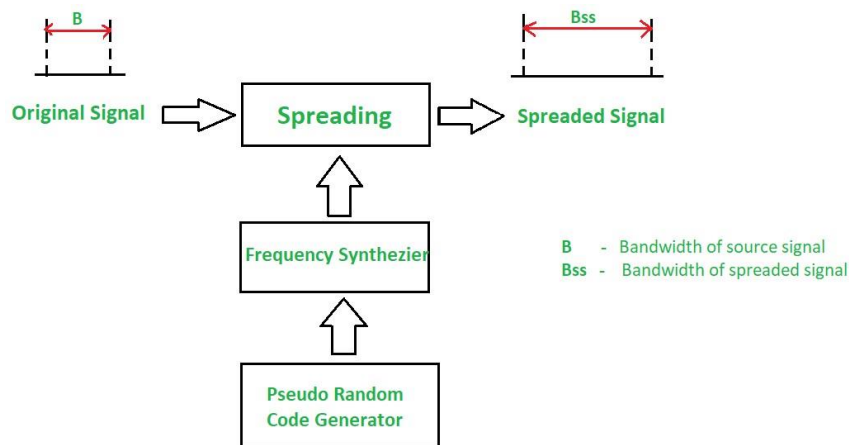 B
Bss
Original Signal
Spreading
Spreaded Signal
Frequency Synthezier
B - Bandwidth of source signal
Bss - Bandwidth of spreaded signal
Pseudo Random
Code Generator